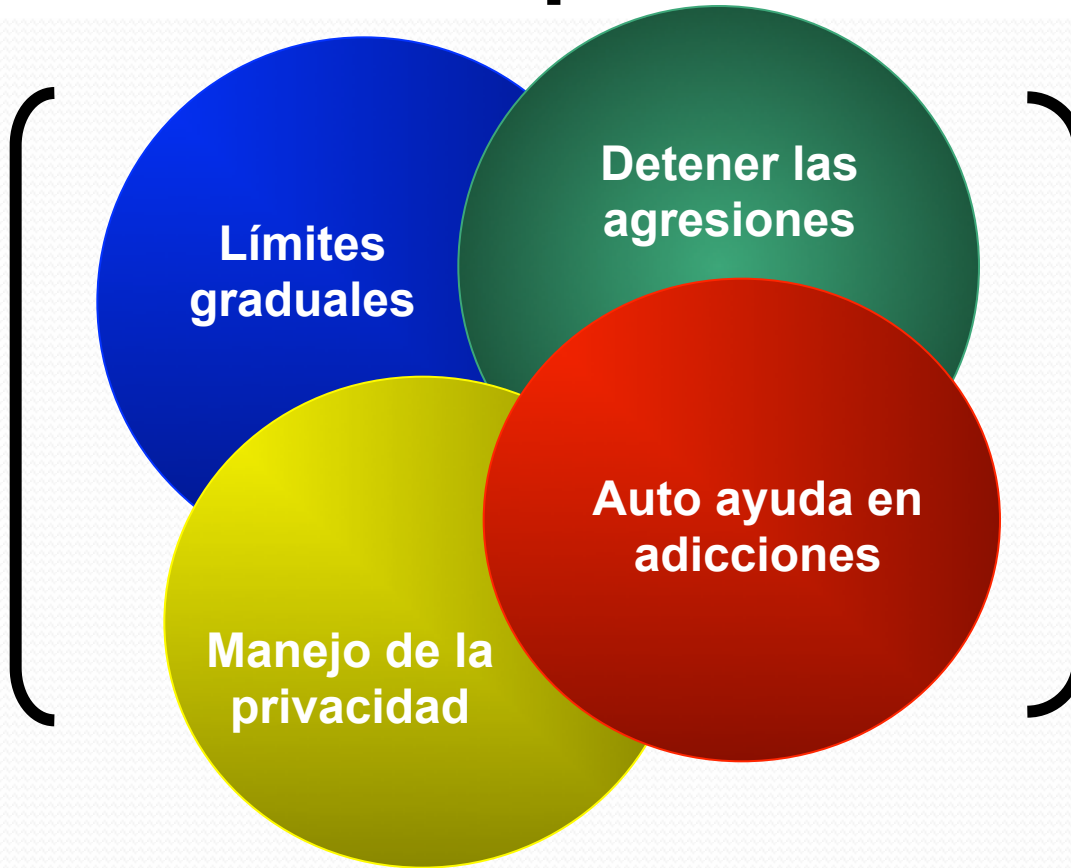 Límites
graduales
Detener las
agresiones
Manejo de la
privacidad
Auto ayuda en
adicciones